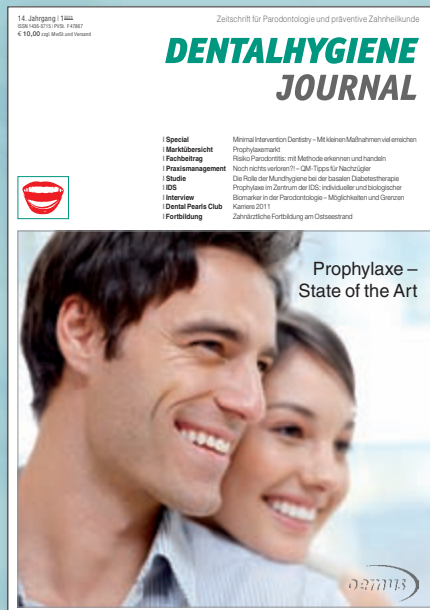 14. Jahrgang | 1
ISSN 1436-5715 | PVSt. F 47867
€ 10,00 zzgl. MwSt. und Versand
Zeitschrift für Parodontologie und präventive Zahnheilkunde
DENTALHYGIENE
JOURNAL
| Special Minimal Intervention Dentistry – Mit kleinen Maßnahmen viel erreichen
| Marktübersicht Prophylaxemarkt
| Fachbeitrag Risiko Parodontitis: mit Methode erkennen und handeln
| Praxismanagement Noch nichts verloren?! – QM-Tipps für Nachzügler
| Studie Die Rolle der Mundhygiene bei der basalen Diabetestherapie
| IDS Prophylaxe im Zentrum der IDS: individueller und biologischer
| Interview Biomarker in der Parodontologie – Möglichkeiten und Grenzen
| Dental Pearls Club Karriere 2011
| Fortbildung Zahnärztliche Fortbildung am Ostseestrand
Prophylaxe –
State of the Art
oemus